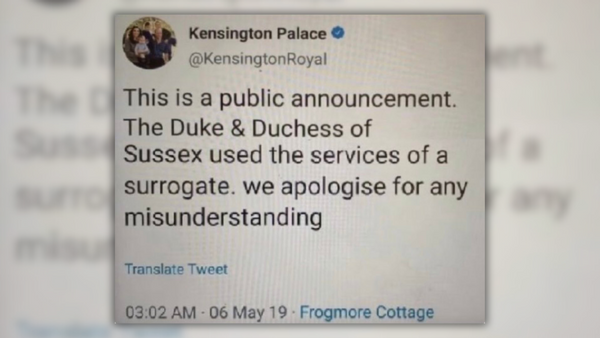 Kensington Palace
@KensingtonRoyal
This is a public announcement.
The Duke & Duchess of
Sussex used the services of a
surrogate. we apologise for any
misunderstanding
Translate Tweet
03:02 AM · 06 May 19 · Frogmore Cottage